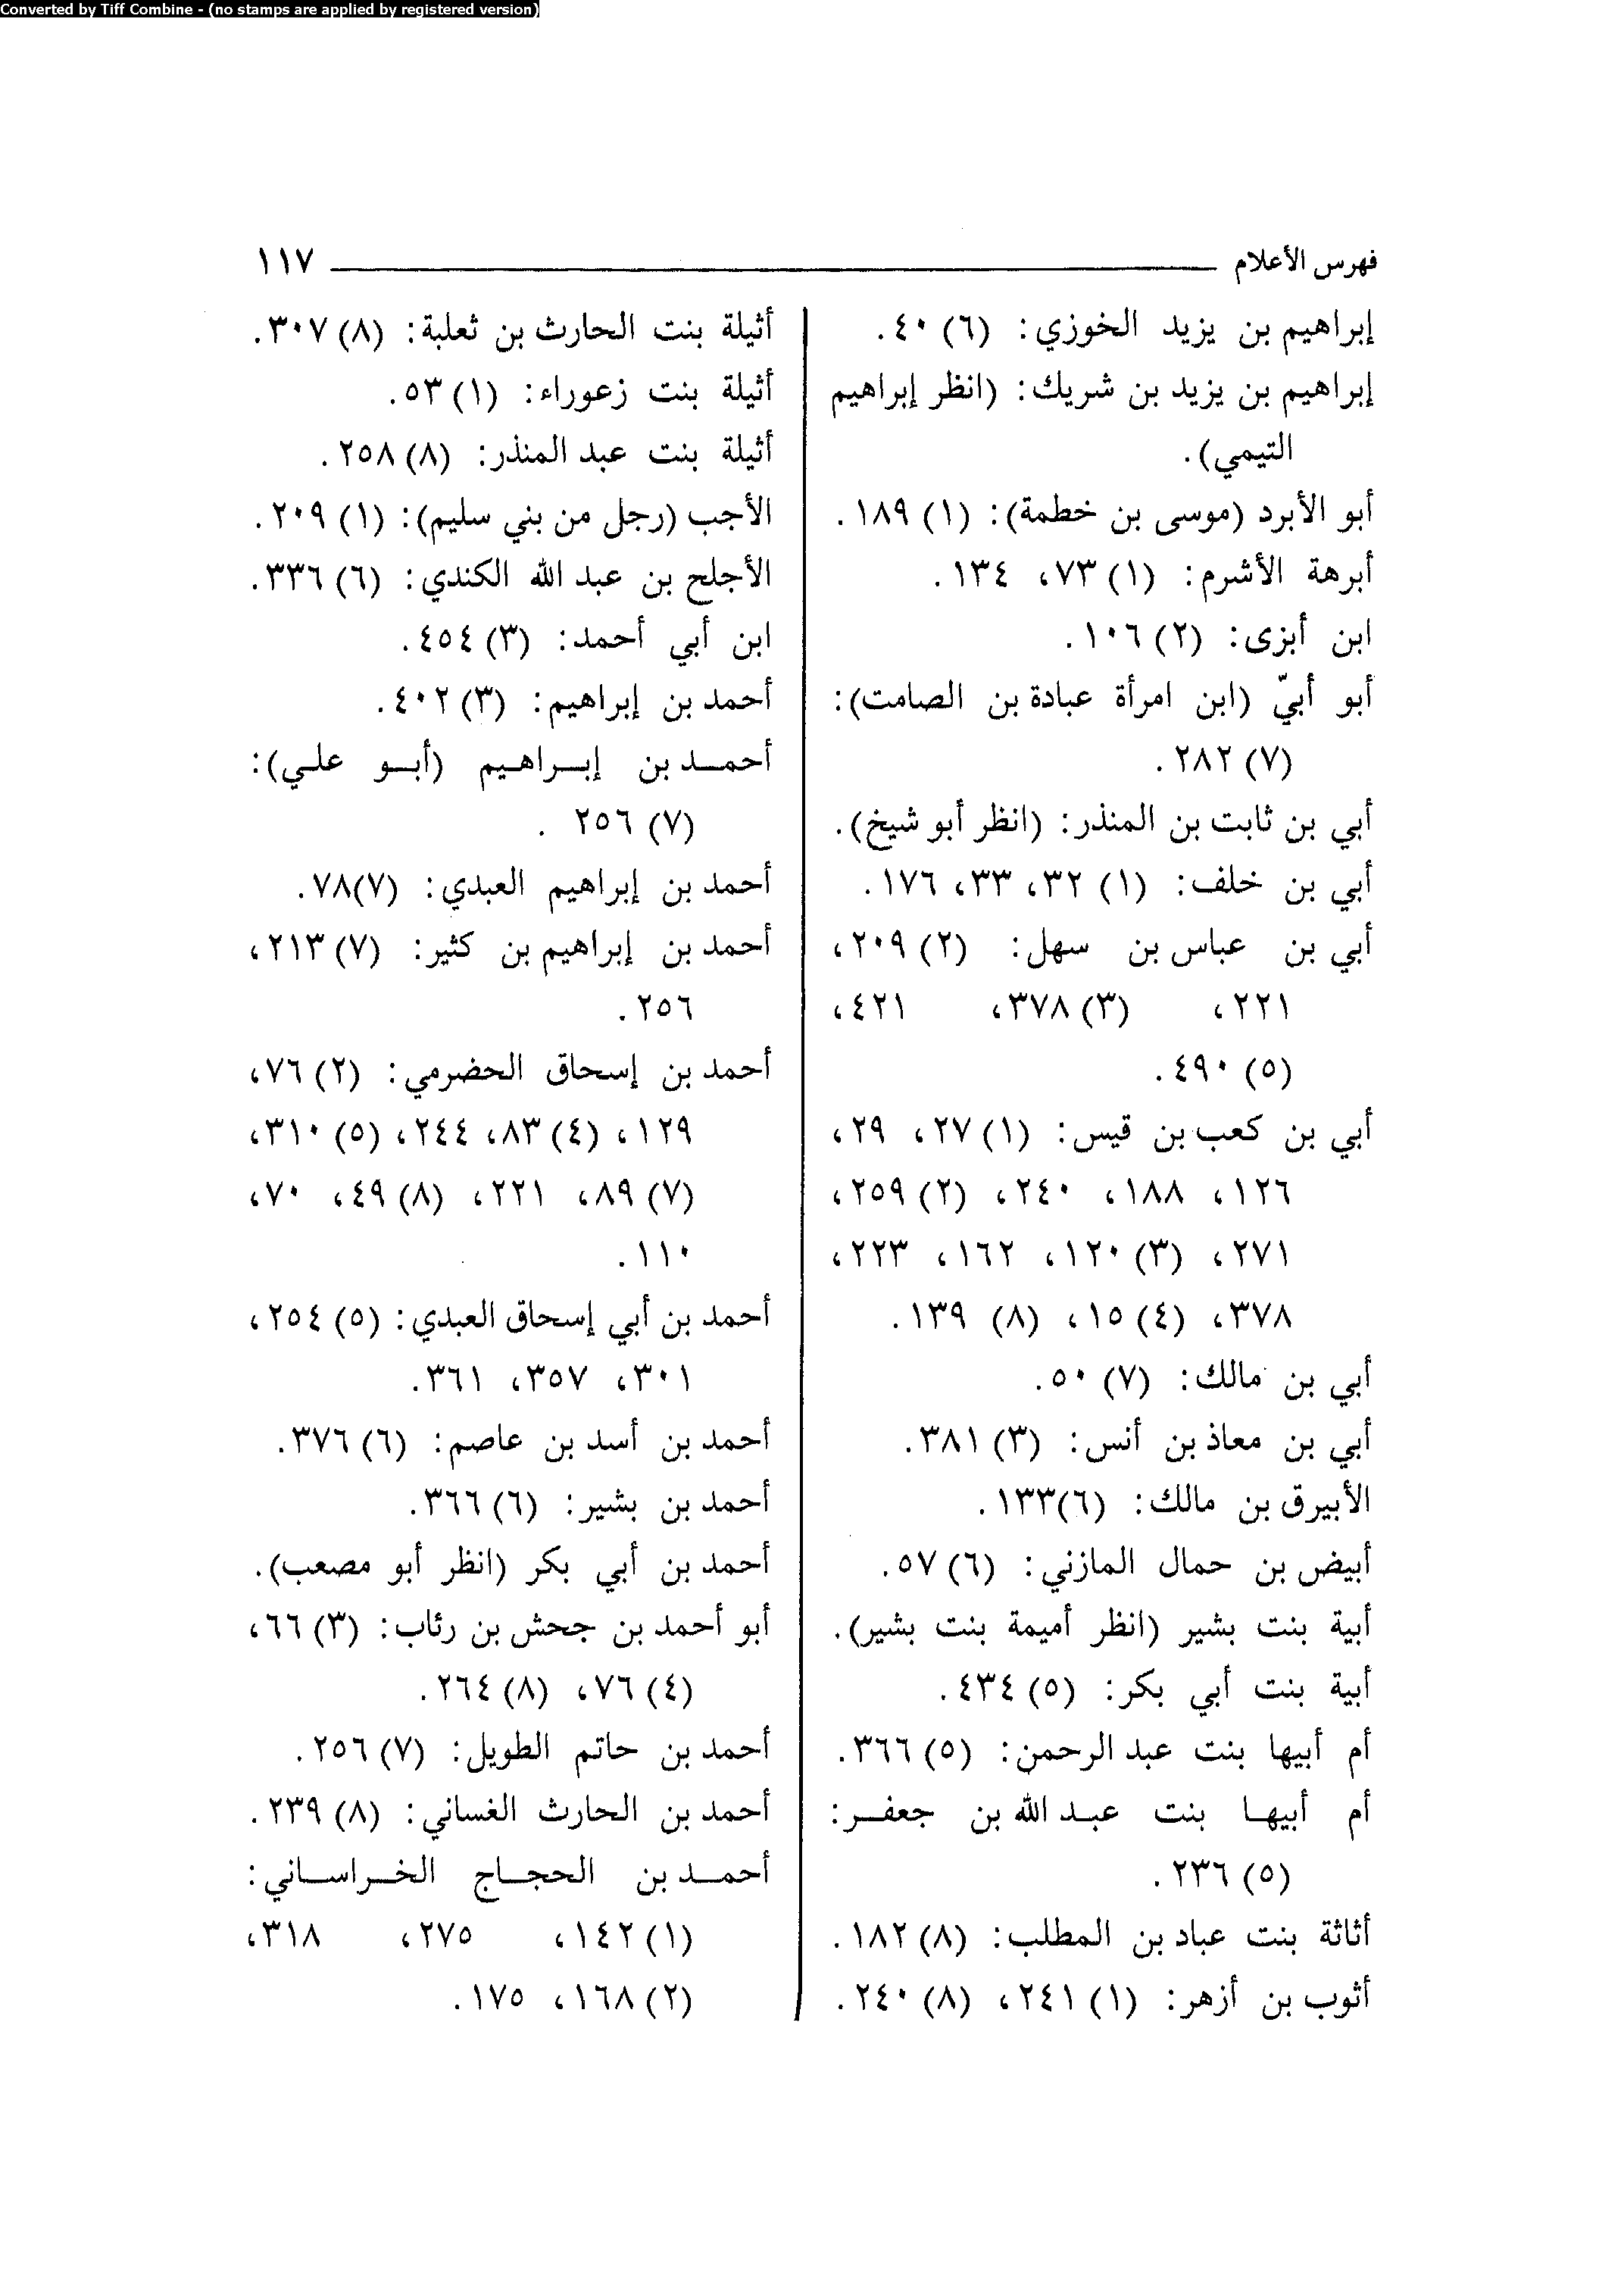 Converted by Tiff Combine - (no stamps are applied by registered version)
فهرس الأعلام ١١٧
إبراهيم بن يزيد الخوزي: (٦) ٤٠.
إبراهيم بن يزيد بن شريك: (انظر إبراهيم
التيمي).
أبو الأبرد (موسى بن خطمة): (١) ١٨٩.
أبرهة الأشرم: (١) ٧٣، ١٣٤.
ابن أبزى: (٢) ١٠٦.
أبو أبيّ (ابن امرأة عبادة بن الصامت):
(٧) ٢٨٢.
أبي بن ثابت بن المنذر: (انظر أبو شيخ).
أبي بن خلف: (١) ٣٢، ٣٣، ١٧٦.
أبي بن عباس بن سهل: (٢) ٢٠٩،
٢٢١، (٣) ٣٧٨، ٤٢١،
(٥) ٤٩٠.
أبي بن كعب بن قيس: (١) ٢٧، ٢٩،
١٢٦، ١٨٨، ٢٤٠، (٢) ٢٥٩،
٢٧١، (٣) ١٢٠، ١٦٢، ٢٢٣،
٣٧٨، (٤) ١٥، (٨) ١٣٩.
أبي بن مالك: (٧) ٥٠.
أبي بن معاذ بن أنس: (٣) ٣٨١.
الأبيرق بن مالك: (٦) ١٣٣.
أبيض بن حمال المازني: (٦) ٥٧.
أبية بنت بشير (انظر أميمة بنت بشير).
أبية بنت أبي بكر: (٥) ٤٣٤.
أم أبيها بنت عبد الرحمن: (٥) ٣٦٦.
أم أبيها بنت عبد الله بن جعفر:
(٥) ٢٣٦.
أثاثة بنت عباد بن المطلب: (٨) ١٨٢.
أثوب بن أزهر: (١) ٢٤١، (٨) ٢٤٠.
أثيلة بنت الحارث بن ثعلبة: (٨) ٣٠٧.
أثيلة بنت زعوراء: (١) ٥٣.
أثيلة بنت عبد المنذر: (٨) ٢٥٨.
الأجب (رجل من بني سليم): (١) ٢٠٩.
الأجلح بن عبد الله الكندي: (٦) ٣٣٦.
ابن أبي أحمد: (٣) ٤٥٤.
أحمد بن إبراهيم: (٣) ٤٠٢.
أحمد بن إبراهيم (أبو علي):
(٧) ٢٥٦ .
أحمد بن إبراهيم العبدي: (٧) ٧٨.
أحمد بن إبراهيم بن كثير: (٧) ٢١٣،
٢٥٦.
أحمد بن إسحاق الحضرمي: (٢) ٧٦،
١٢٩، (٤) ٨٣، ٢٤٤، (٥) ٣١٠،
(٧) ٨٩، ٢٢١، (٨) ٤٩، ٧٠،
١١٠.
أحمد بن أبي إسحاق العبدي: (٥) ٢٥٤،
٣٠١، ٣٥٧، ٣٦١.
أحمد بن أسد بن عاصم: (٦) ٣٧٦.
أحمد بن بشير: (٦) ٣٦٦.
أحمد بن أبي بكر (انظر أبو مصعب).
أبو أحمد بن جحش بن رئاب: (٣) ٦٦،
(٤) ٧٦، (٨) ٢٦٤.
أحمد بن حاتم الطويل: (٧) ٢٥٦.
أحمد بن الحارث الغساني: (٨) ٢٣٩.
أحمد بن الحجاج الخراساني:
(١) ١٤٢، ٢٧٥، ٣١٨،
(٢) ١٦٨، ١٧٥.